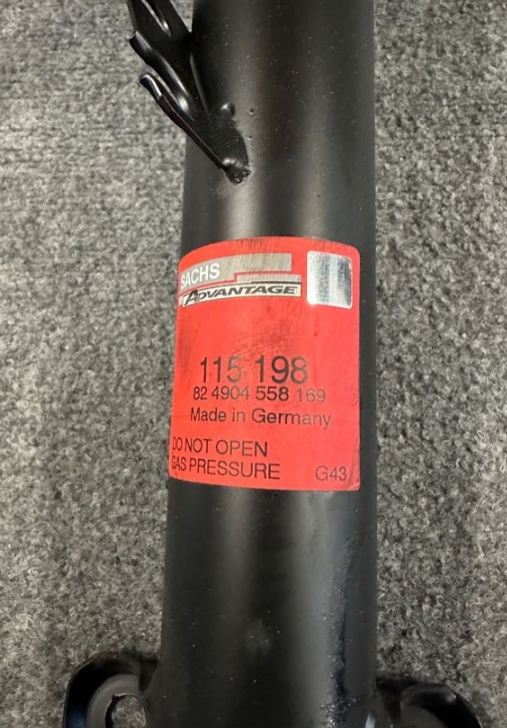 SACHS
ADVANTAGE
115 198
82 4904 558 169
Made in Germany
DO NOT OPEN
GAS PRESSURE G43